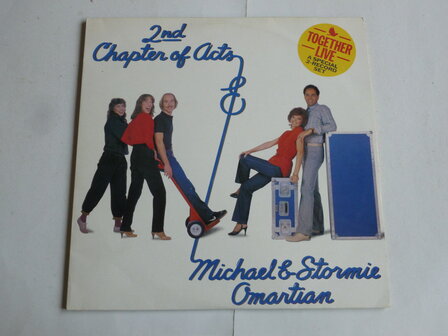 2nd
Chapter of Acts
&
Michael & Stormie
Omartian
TOGETHER
LIVE
A SPECIAL
2-RECORD
SET